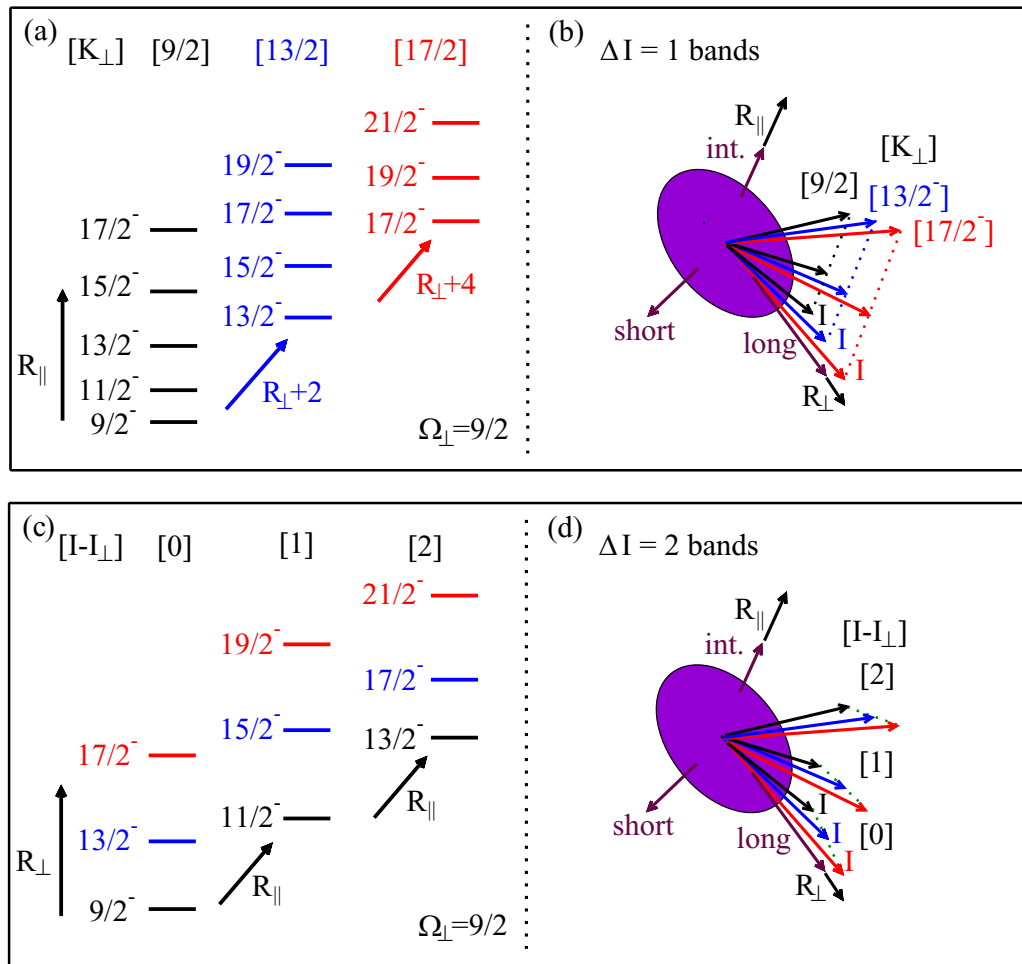 (a)
[K⊥] [9/2] [13/2] [17/2]
21/2⁻
19/2⁻ 19/2⁻
17/2⁻ 17/2⁻ 17/2⁻
15/2⁻ 15/2⁻
R⊥+4
13/2⁻ 13/2⁻
R∥
11/2⁻
R⊥+2
9/2⁻
Ω⊥=9/2
(b)
ΔI = 1 bands
R∥
int.
[K⊥]
[9/2]
[13/2⁻]
[17/2⁻]
short
long
I
I
I
R⊥
(c)
[I-I⊥] [0] [1] [2]
21/2⁻
19/2⁻
17/2⁻
15/2⁻
17/2⁻
13/2⁻
13/2⁻
R∥
11/2⁻
R⊥
R∥
9/2⁻
Ω⊥=9/2
(d)
ΔI = 2 bands
R∥
int.
[I-I⊥]
[2]
[1]
[0]
short
long
I
I
I
R⊥